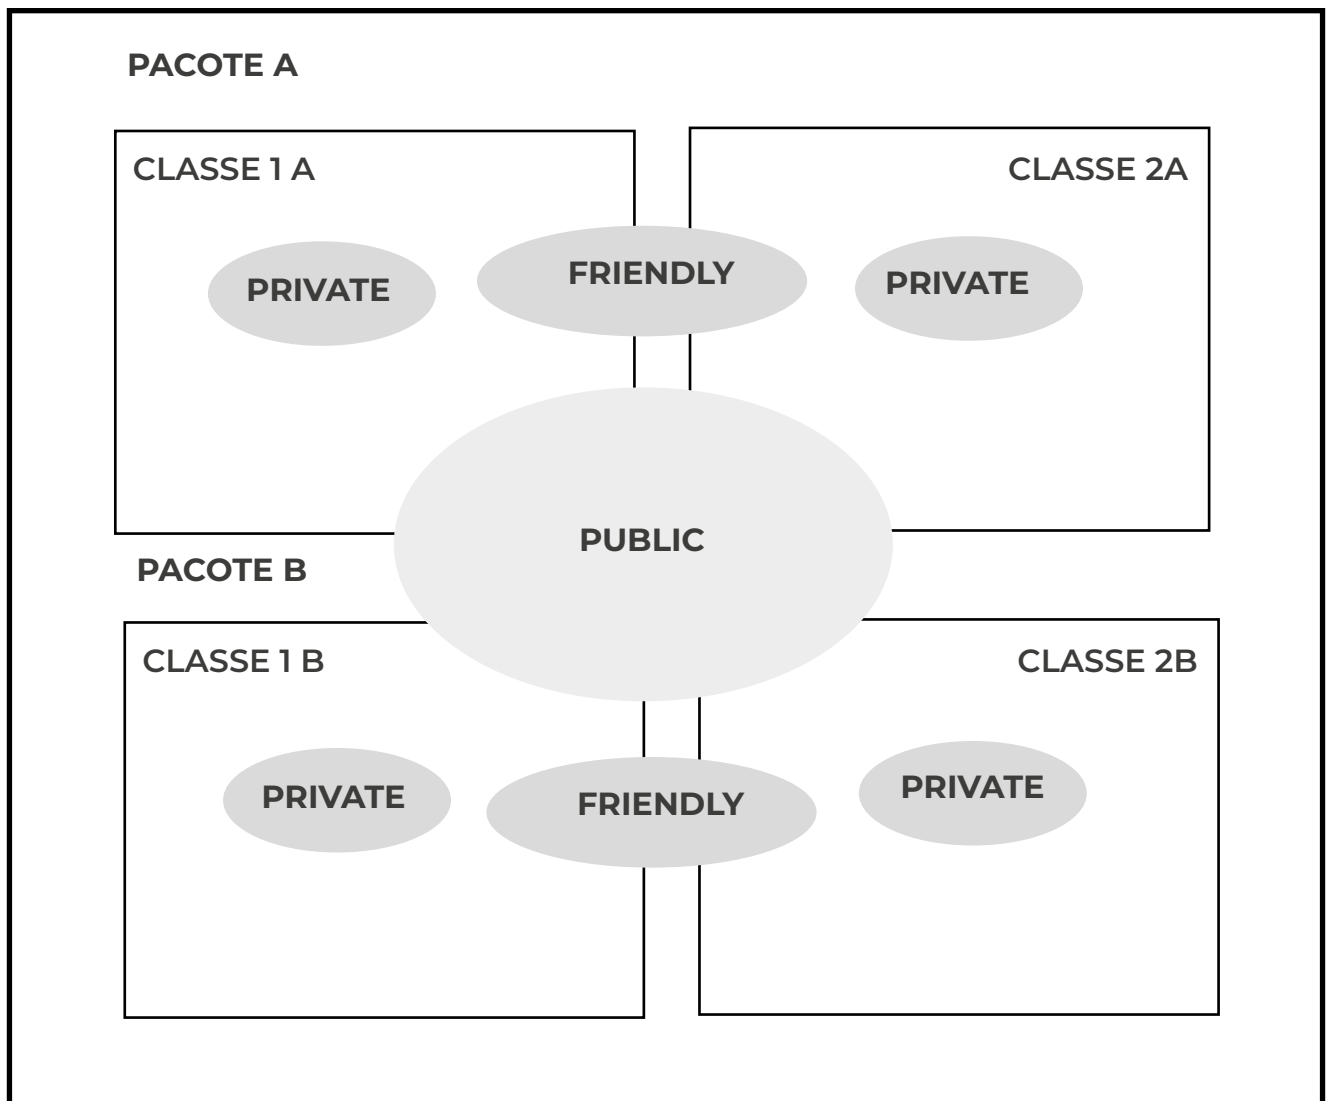 PACOTE A
CLASSE 1 A
CLASSE 2A
PRIVATE
FRIENDLY
PRIVATE
PUBLIC
PACOTE B
CLASSE 1 B
CLASSE 2B
PRIVATE
FRIENDLY
PRIVATE